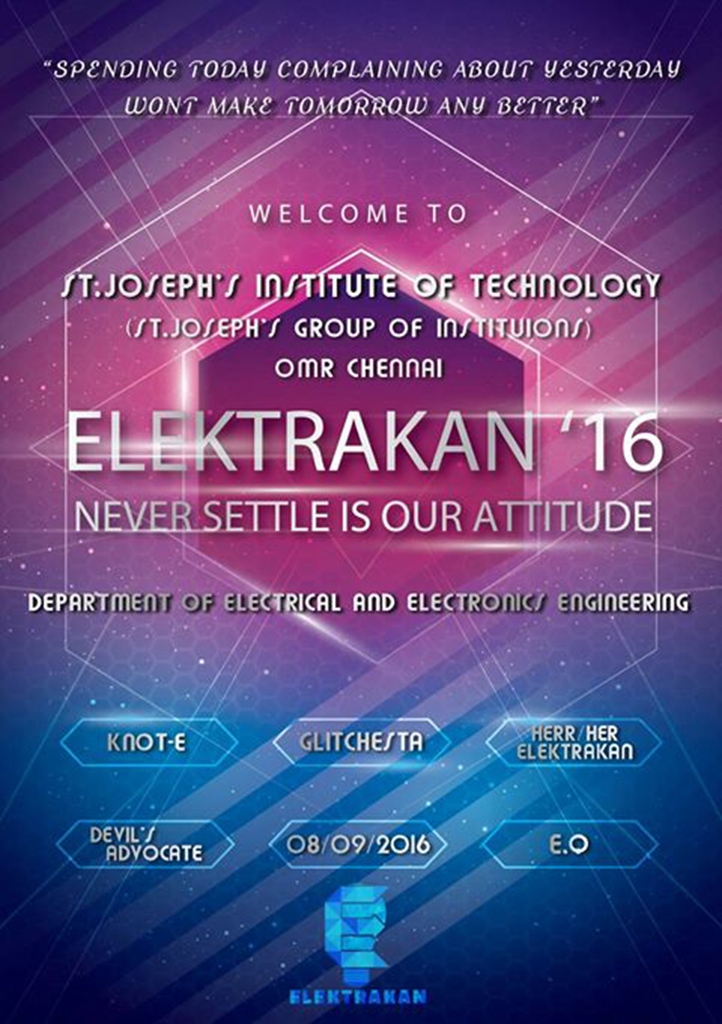 “SPENDING TODAY COMPLAINING ABOUT YESTERDAY
WONT MAKE TOMORROW ANY BETTER”
WELCOME TO
ST.JOSEPH'S INSTITUTE OF TECHNOLOGY
(ST.JOSEPH'S GROUP OF INSTITUIONS)
OMR CHENNAI
ELEKTRAKAN ‘16
NEVER SETTLE IS OUR ATTITUDE
DEPARTMENT OF ELECTRICAL AND ELECTRONICS ENGINEERING
KNOT-E
GLITCHESTA
HERR/HER
ELEKTRAKAN
DEVIL'S
ADVOCATE
08/09/2016
E.Q
ELEKTRAKAN